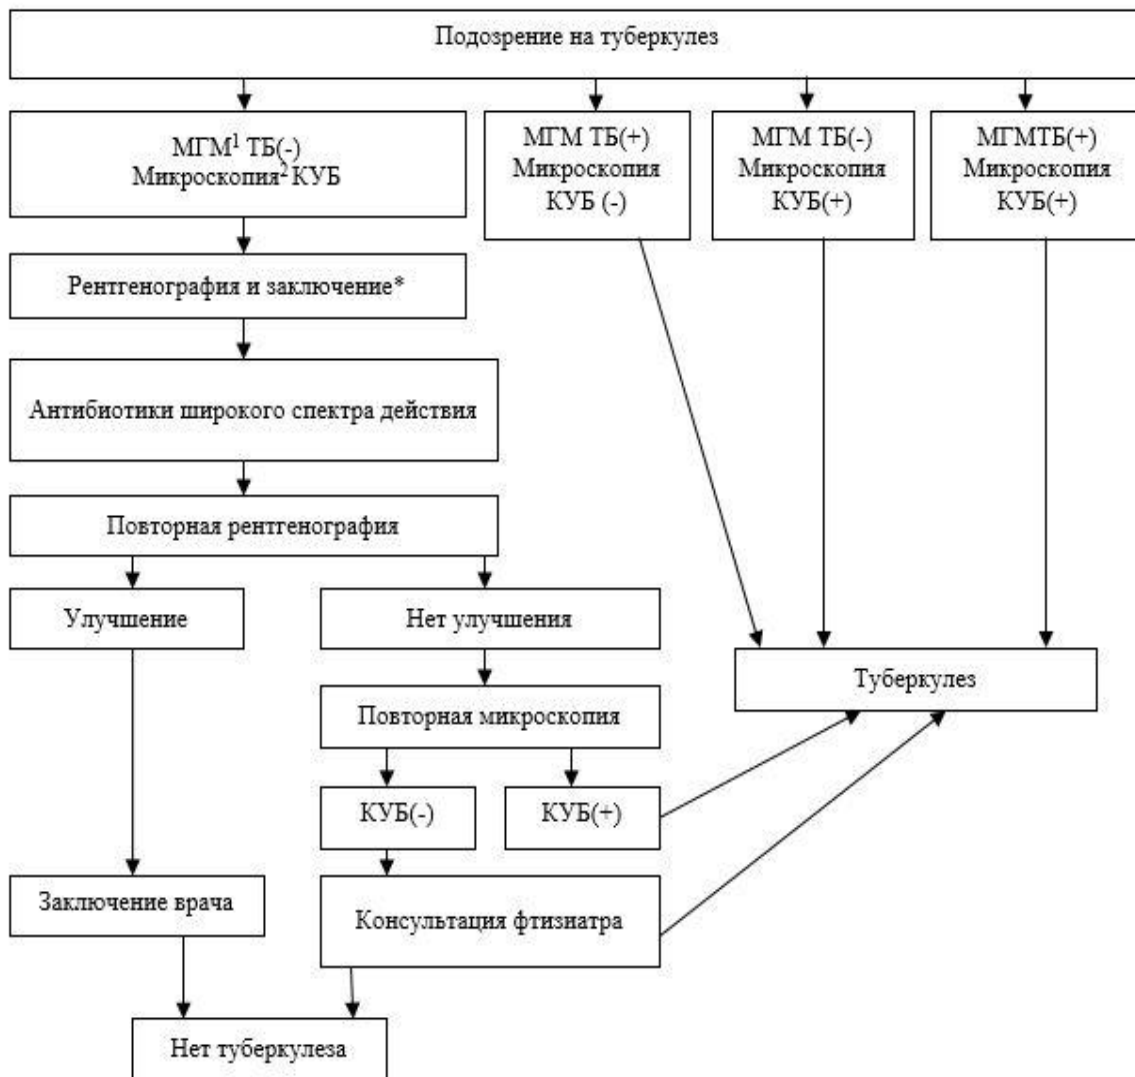 Подозрение на туберкулез
МГМ¹ ТБ(-)
Микроскопия² КУБ
МГМ ТБ(+)
Микроскопия
КУБ (-)
МГМ ТБ(-)
Микроскопия
КУБ(+)
МГМТБ(+)
Микроскопия
КУБ(+)
Рентгенография и заключение*
Антибиотики широкого спектра действия
Повторная рентгенография
Улучшение
Нет улучшения
Туберкулез
Повторная микроскопия
КУБ(-)
КУБ(+)
Заключение врача
Консультация фтизиатра
Нет туберкулеза